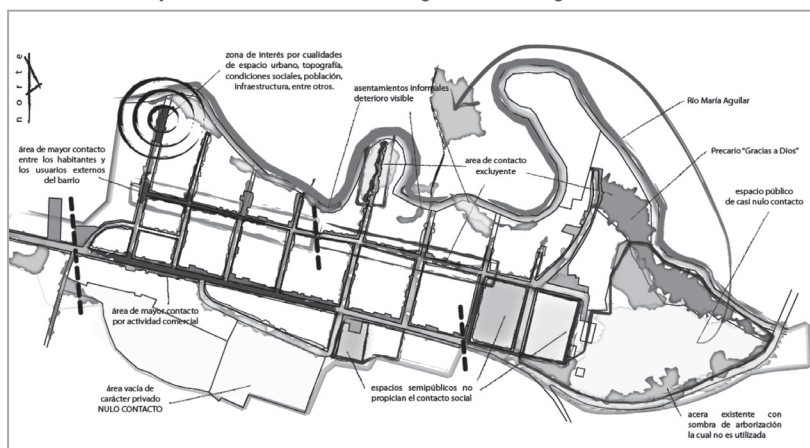 norte
zona de interés por cualidades
de espacio urbano, topografía,
condiciones sociales, población,
infraestructura, entre otros.
asentamientos informales
deterioro visible
Río María Aguilar
Precario "Gracias a Dios"
área de mayor contacto
entre los habitantes y
los usuarios externos
del barrio
area de contacto
excluyente
espacio público
de casi nulo contacto
área de mayor contacto
por actividad comercial
área vacía de
carácter privado
NULO CONTACTO
espacios semipúblicos no
propician el contacto social
acera existente con
sombra de arborización
la cual no es utilizada